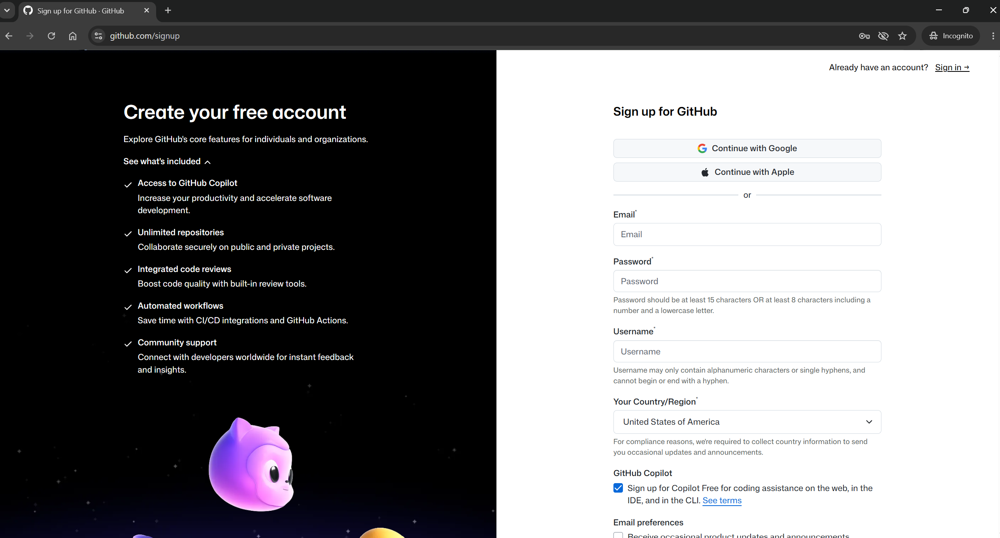 Sign up for GitHub · GitHub
github.com/signup
Incognito
Create your free account
Explore GitHub's core features for individuals and organizations.
See what's included
Access to GitHub Copilot
Increase your productivity and accelerate software
development.
Unlimited repositories
Collaborate securely on public and private projects.
Integrated code reviews
Boost code quality with built-in review tools.
Automated workflows
Save time with CI/CD integrations and GitHub Actions.
Community support
Connect with developers worldwide for instant feedback
and insights.
Already have an account? Sign in →
Sign up for GitHub
Continue with Google
Continue with Apple
or
Email*
Email
Password*
Password
Password should be at least 15 characters OR at least 8 characters including a
number and a lowercase letter.
Username*
Username
Username may only contain alphanumeric characters or single hyphens, and
cannot begin or end with a hyphen.
Your Country/Region*
United States of America
For compliance reasons, we're required to collect country information to send
you occasional updates and announcements.
GitHub Copilot
Sign up for Copilot Free for coding assistance on the web, in the
IDE, and in the CLI. See terms
Email preferences
Receive occasional product updates and announcements